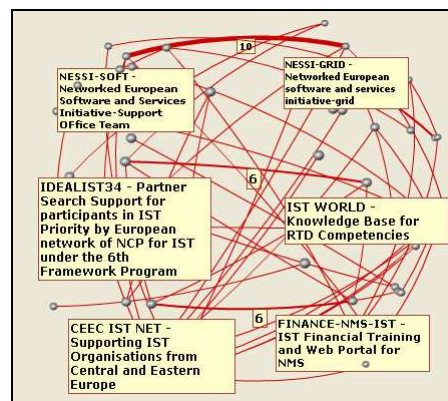 10
NESSI-SOFT -
Networked European
Software and Services
Initiative-Support
Office Team
NESSI-GRID -
Networked European
software and services
initiative-grid
6
IDEALIST34 - Partner
Search Support for
participants in IST
Priority by European
network of NCP for IST
under the 6th
Framework Program
IST WORLD -
Knowledge Base for
RTD Competencies
6
CEEC IST NET -
Supporting IST
Organisations from
Central and Eastern
Europe
FINANCE-NMS-IST -
IST Financial Training
and Web Portal for
NMS